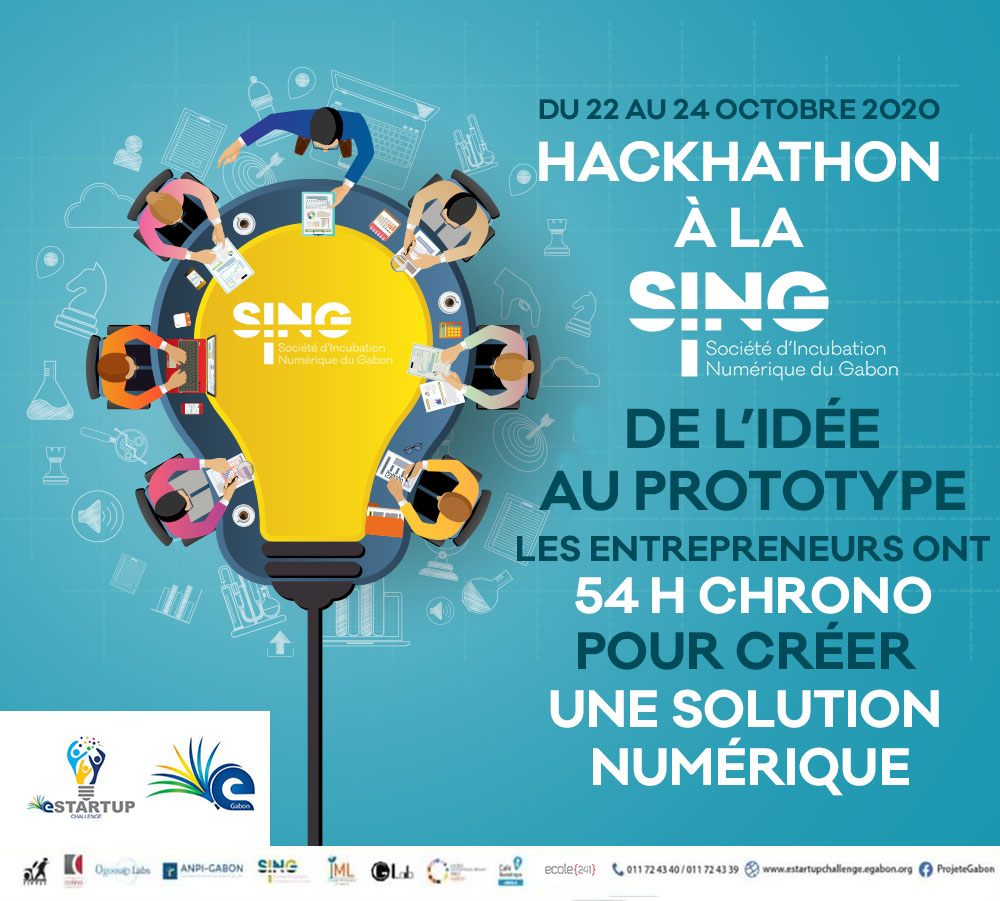 DU 22 AU 24 OCTOBRE 2020
HACKHATHON
À LA
SING
Société d'Incubation
Numérique du Gabon
DE L'IDÉE
AU PROTOTYPE
LES ENTREPRENEURS ONT
54 H CHRONO
POUR CRÉER
UNE SOLUTION
NUMÉRIQUE
SING
Société d'Incubation
Numérique du Gabon
eSTARTUP
CHALLENGE
e
Gabon
Ogooué Labs
ANPI-GABON
SING
IML
G Lab
Café
Numérique
ecole{241}
011 72 43 40 / 011 72 43 39
www.estartupchallenge.egabon.org
ProjeteGabon